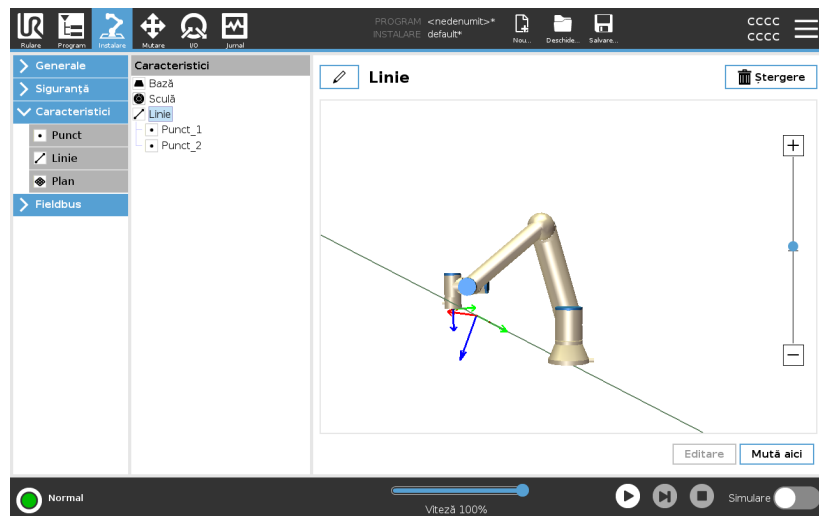 PROGRAM <nedenumit>*
INSTALARE default*
UR
Rulare Program Instalare Mutare I/O Jurnal
Nou... Deschide... Salvare...
cccc
cccc
Generale
Siguranță
Caracteristici
Punct
Linie
Plan
Fieldbus
Caracteristici
Bază
Sculă
Linie
Punct_1
Punct_2
Linie
Ștergere
Editare Mută aici
Normal
Viteză 100%
Simulare